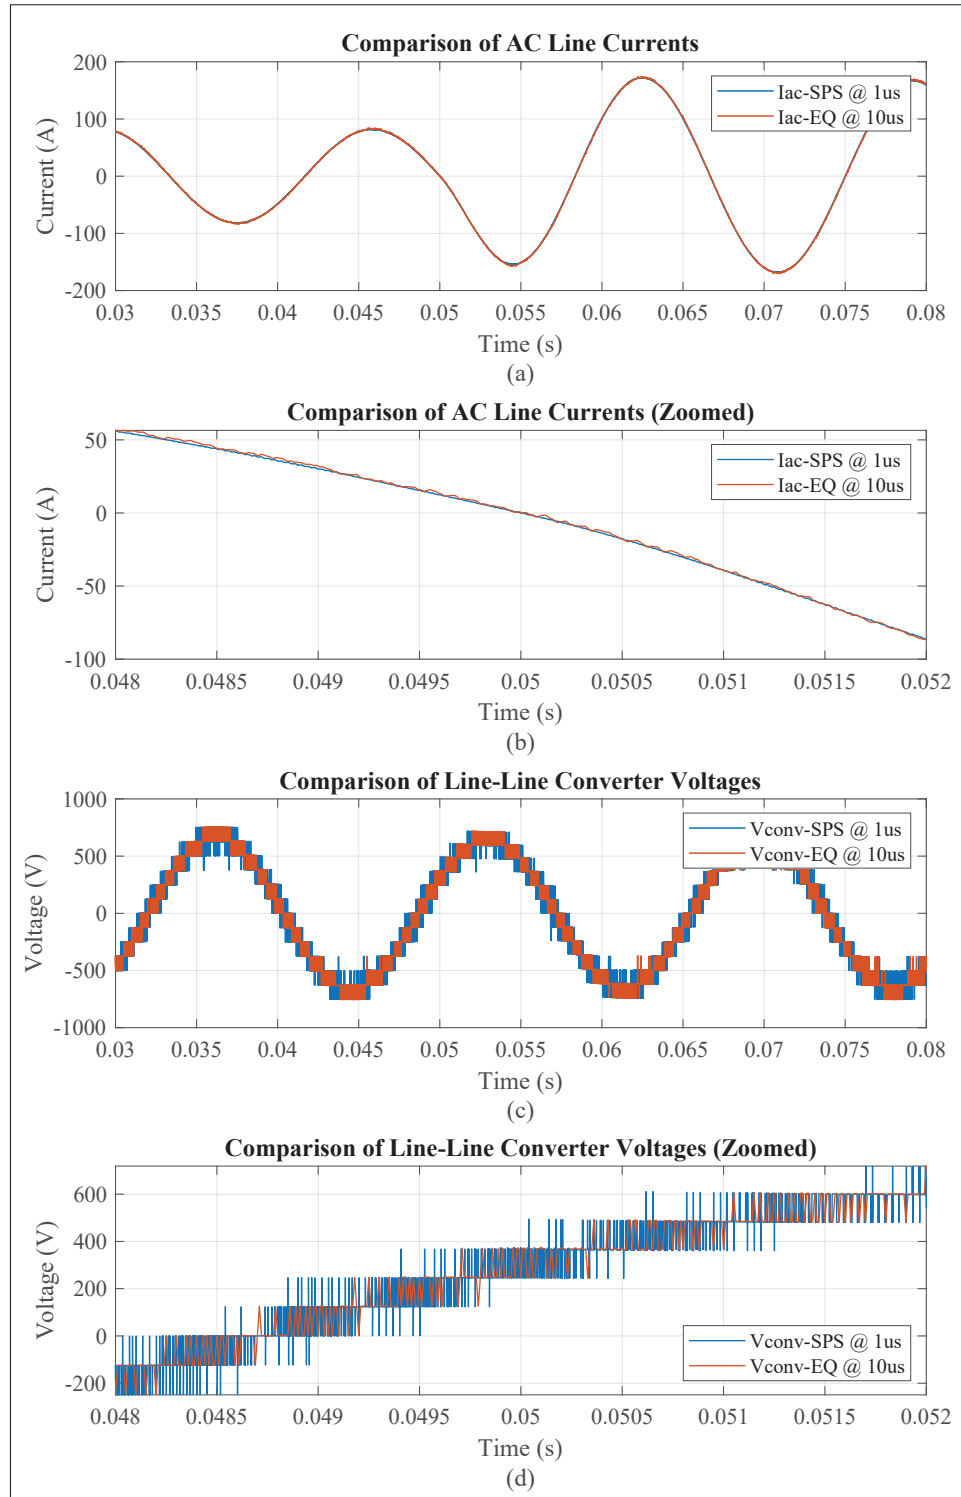 Comparison of AC Line Currents
200
100
0
-100
-200
Current (A)
Iac-SPS @ 1us
Iac-EQ @ 10us
0.03 0.035 0.04 0.045 0.05 0.055 0.06 0.065 0.07 0.075 0.08
Time (s)
(a)
Comparison of AC Line Currents (Zoomed)
50
0
-50
-100
Current (A)
Iac-SPS @ 1us
Iac-EQ @ 10us
0.048 0.0485 0.049 0.0495 0.05 0.0505 0.051 0.0515 0.052
Time (s)
(b)
Comparison of Line-Line Converter Voltages
1000
500
0
-500
-1000
Voltage (V)
Vconv-SPS @ 1us
Vconv-EQ @ 10us
0.03 0.035 0.04 0.045 0.05 0.055 0.06 0.065 0.07 0.075 0.08
Time (s)
(c)
Comparison of Line-Line Converter Voltages (Zoomed)
600
400
200
0
-200
Voltage (V)
Vconv-SPS @ 1us
Vconv-EQ @ 10us
0.048 0.0485 0.049 0.0495 0.05 0.0505 0.051 0.0515 0.052
Time (s)
(d)